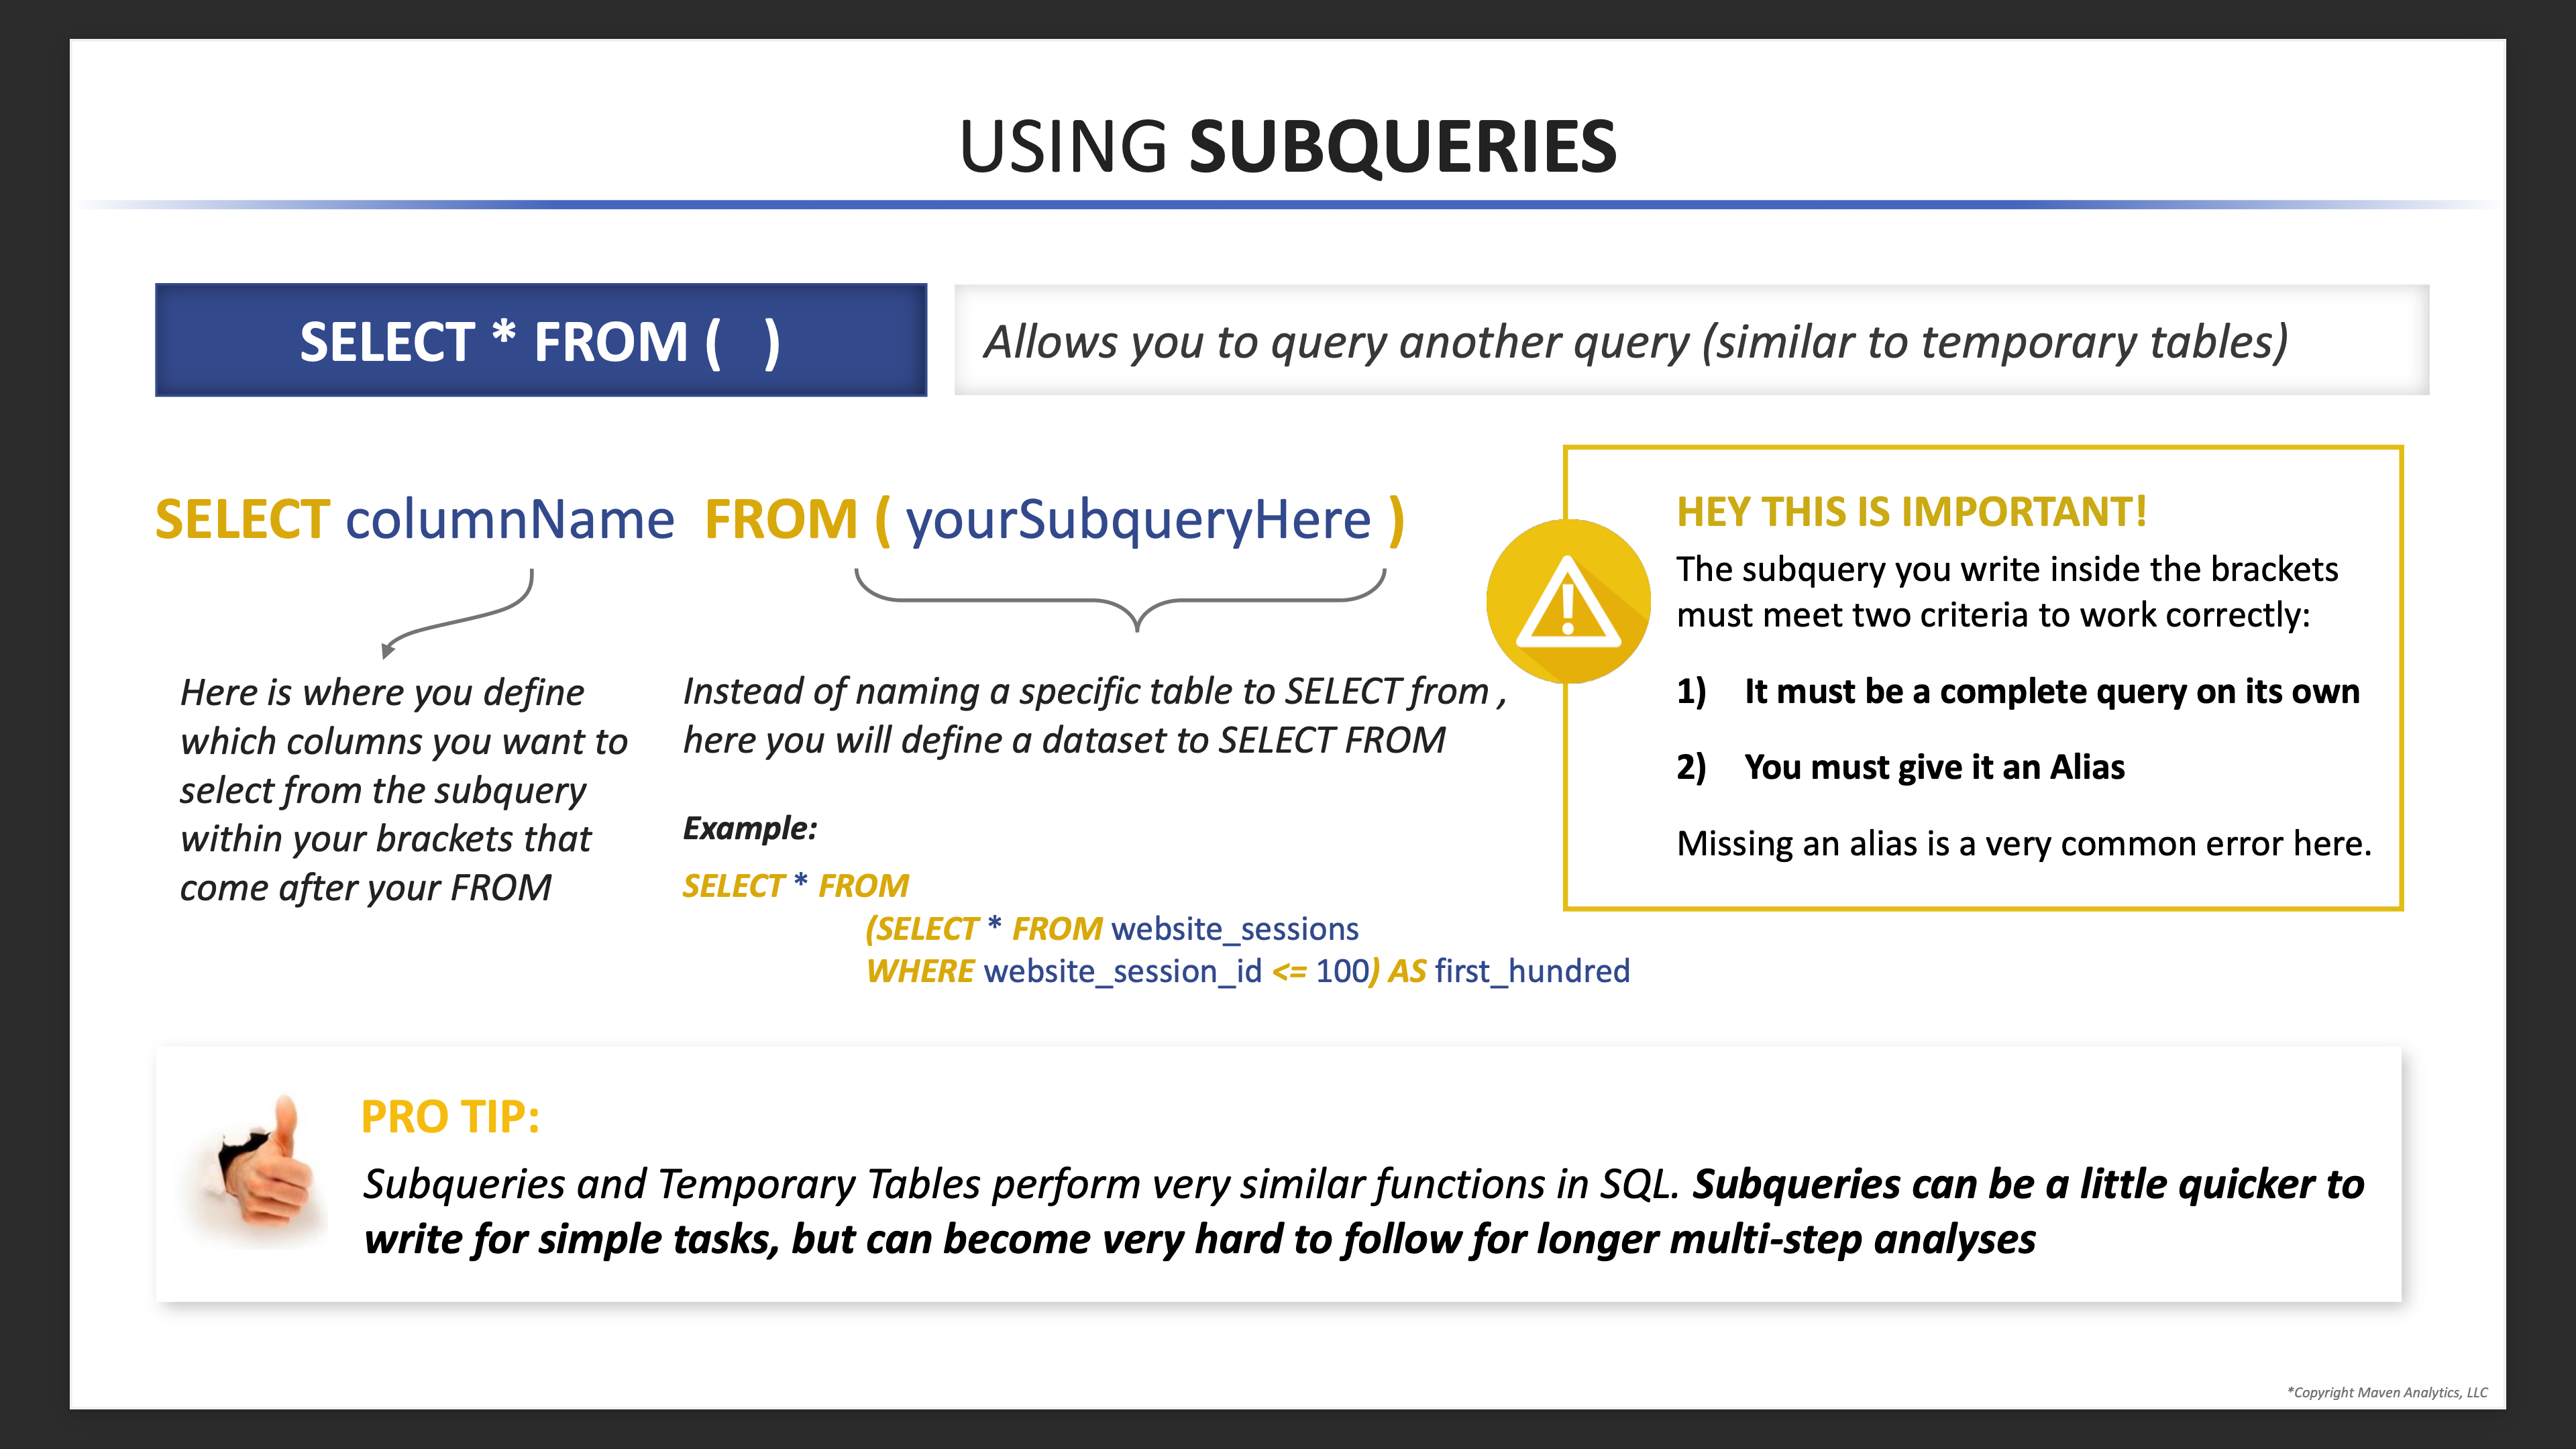 USING SUBQUERIES
SELECT * FROM ( )
Allows you to query another query (similar to temporary tables)
SELECT columnName FROM ( yourSubqueryHere )
Here is where you define
which columns you want to
select from the subquery
within your brackets that
come after your FROM
Instead of naming a specific table to SELECT from ,
here you will define a dataset to SELECT FROM
Example:
SELECT * FROM
(SELECT * FROM website_sessions
WHERE website_session_id <= 100) AS first_hundred
HEY THIS IS IMPORTANT!
The subquery you write inside the brackets
must meet two criteria to work correctly:
1) It must be a complete query on its own
2) You must give it an Alias
Missing an alias is a very common error here.
PRO TIP:
Subqueries and Temporary Tables perform very similar functions in SQL. Subqueries can be a little quicker to
write for simple tasks, but can become very hard to follow for longer multi-step analyses
*Copyright Maven Analytics, LLC